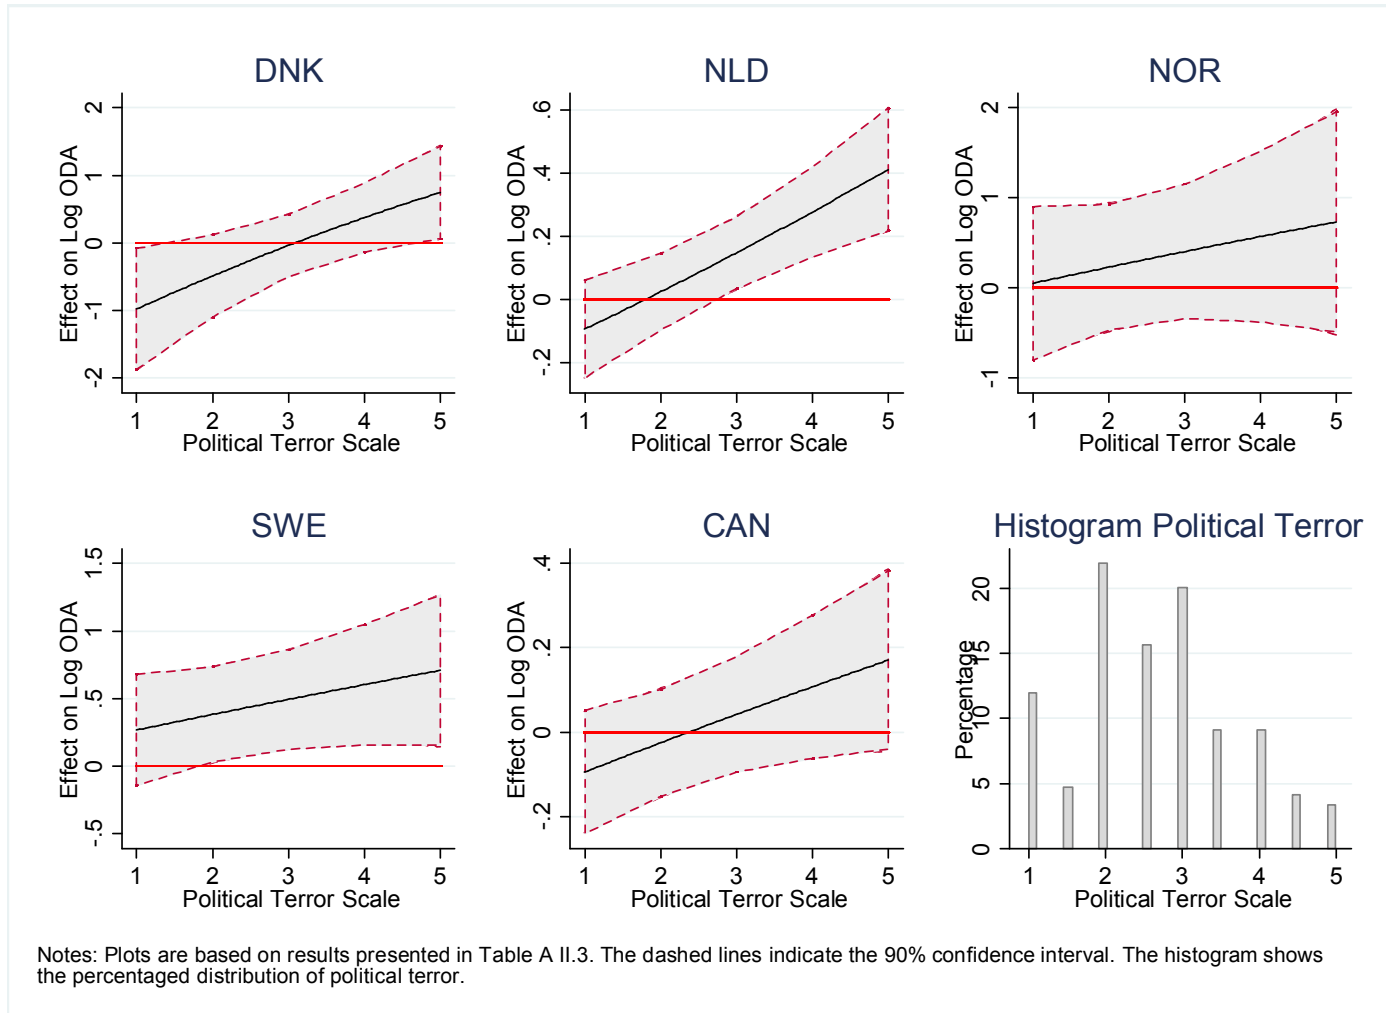 DNK
Effect on Log ODA
2
1
0
-1
-2
1 2 3 4 5
Political Terror Scale
NLD
Effect on Log ODA
.6
.4
.2
0
-.2
1 2 3 4 5
Political Terror Scale
NOR
Effect on Log ODA
2
1
0
-1
1 2 3 4 5
Political Terror Scale
SWE
Effect on Log ODA
1.5
1
.5
0
-.5
1 2 3 4 5
Political Terror Scale
CAN
Effect on Log ODA
.4
.2
0
-.2
1 2 3 4 5
Political Terror Scale
Histogram Political Terror
Percentage
20
15
10
5
0
1 2 3 4 5
Political Terror Scale
Notes: Plots are based on results presented in Table A II.3. The dashed lines indicate the 90% confidence interval. The histogram shows
the percentaged distribution of political terror.